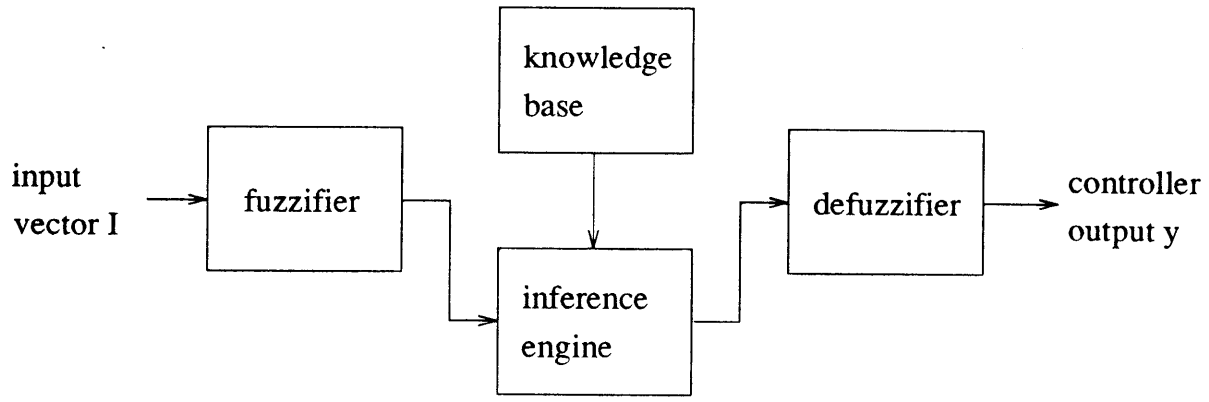 knowledge
base
input
vector I
fuzzifier
defuzzifier
controller
output y
inference
engine